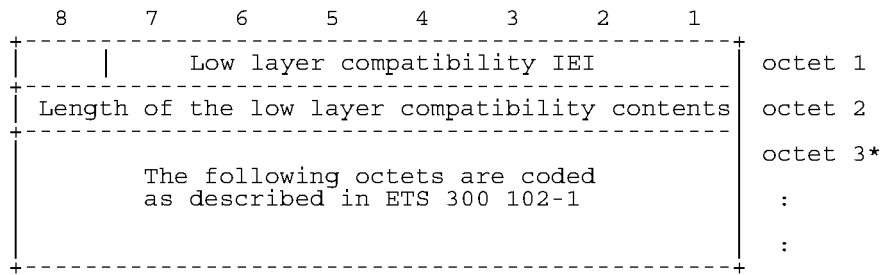 8 7 6 5 4 3 2 1
Low layer compatibility IEI octet 1
Length of the low layer compatibility contents octet 2
octet 3*
The following octets are coded
as described in ETS 300 102-1 :
: